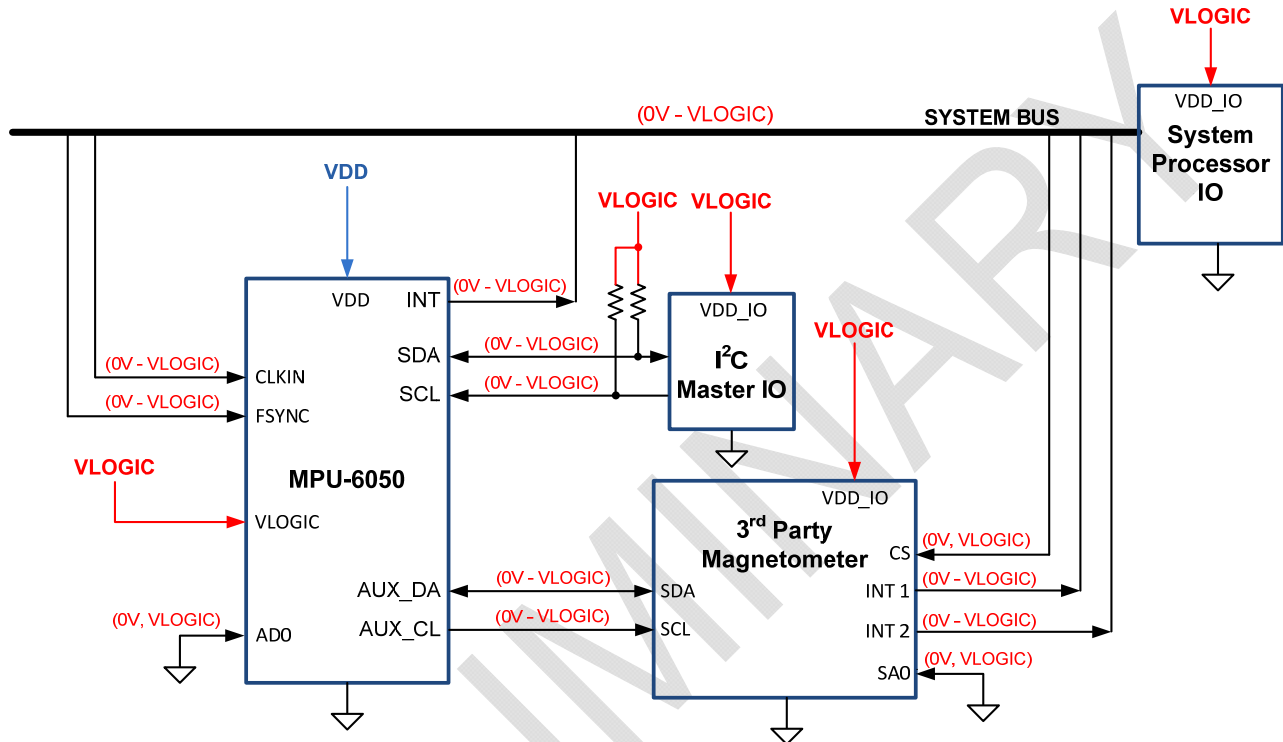 VLOGIC
VDD_IO
System
Processor
IO
(0V - VLOGIC)
SYSTEM BUS
VDD
VLOGIC
VLOGIC
VDD
INT
(0V - VLOGIC)
VDD_IO
I²C
Master IO
SDA
(0V - VLOGIC)
SCL
(0V - VLOGIC)
VLOGIC
(0V - VLOGIC)
CLKIN
(0V - VLOGIC)
FSYNC
VLOGIC
MPU-6050
VLOGIC
VDD_IO
3rd Party
Magnetometer
CS
(0V, VLOGIC)
AUX_DA
(0V - VLOGIC)
SDA
INT 1
(0V - VLOGIC)
(0V, VLOGIC)
AD0
AUX_CL
(0V - VLOGIC)
SCL
INT 2
(0V - VLOGIC)
SA0
(0V, VLOGIC)
IMINARY